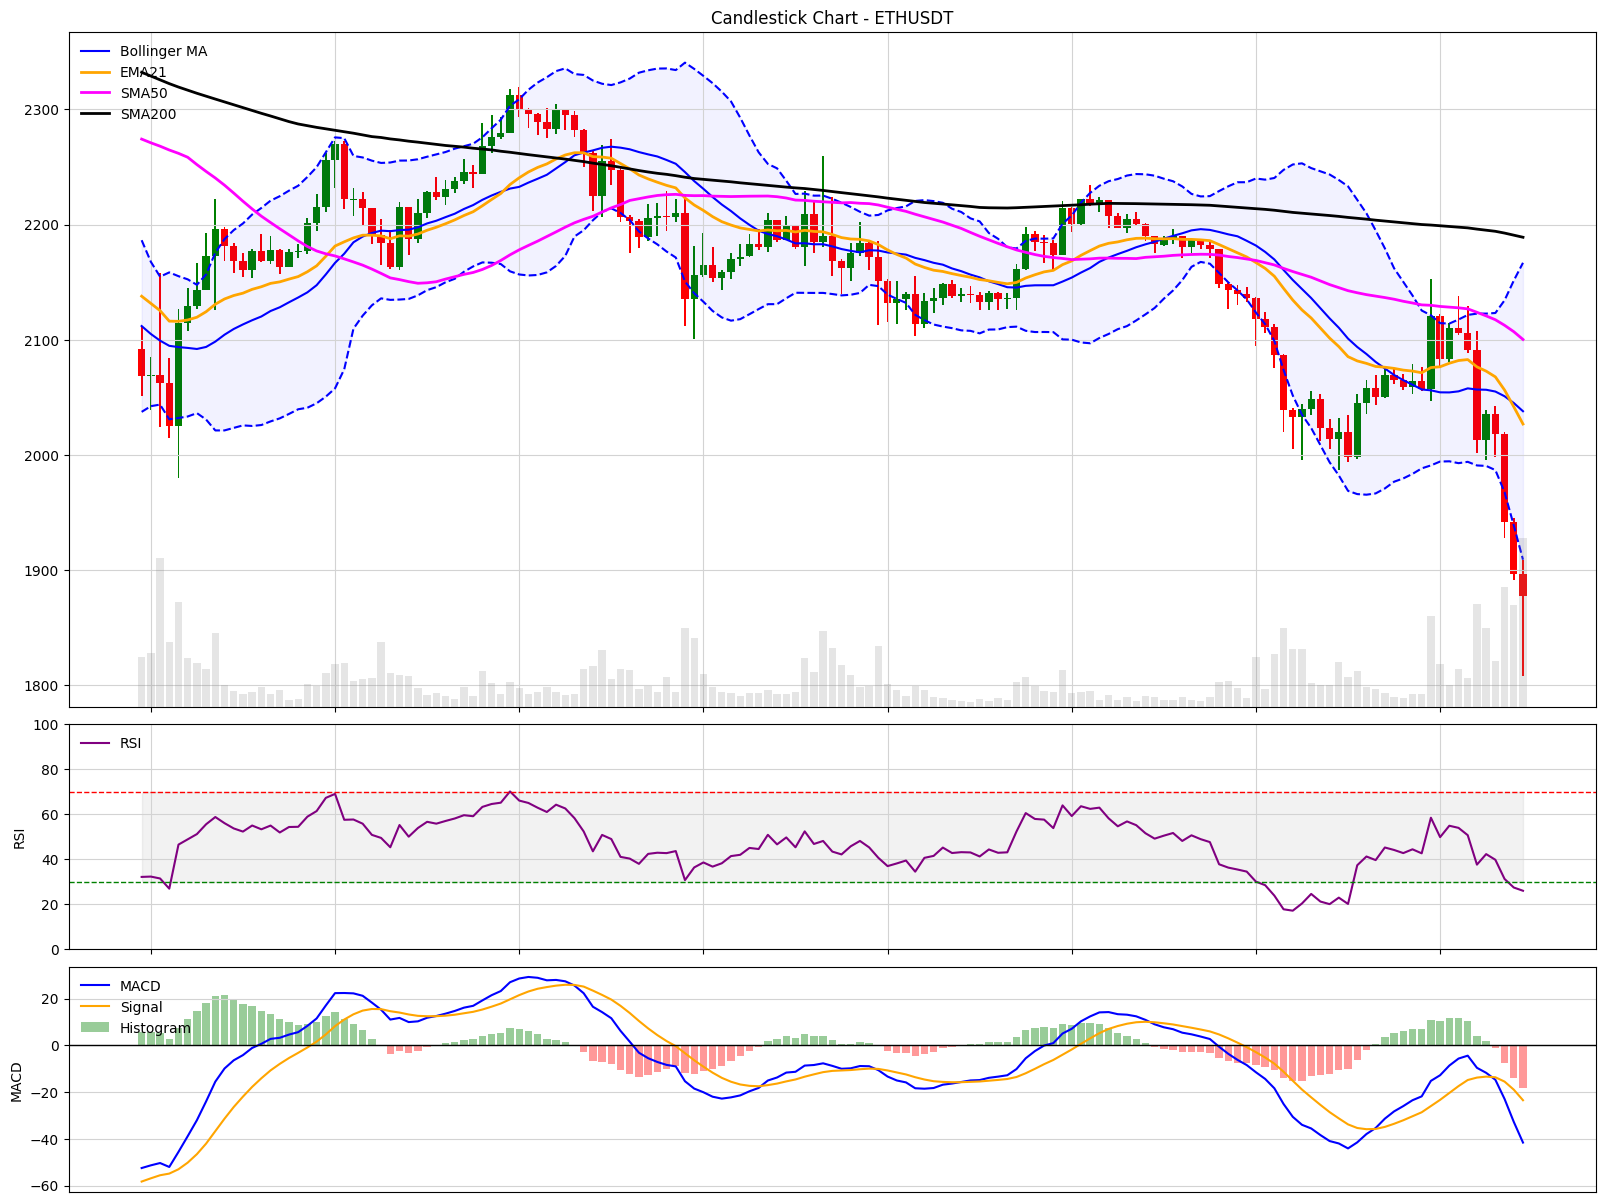 Candlestick Chart - ETHUSDT
Bollinger MA
EMA21
SMA50
SMA200
2300
2200
2100
2000
1900
1800
RSI
RSI
100
80
60
40
20
0
MACD
Signal
Histogram
MACD
20
0
−20
−40
−60